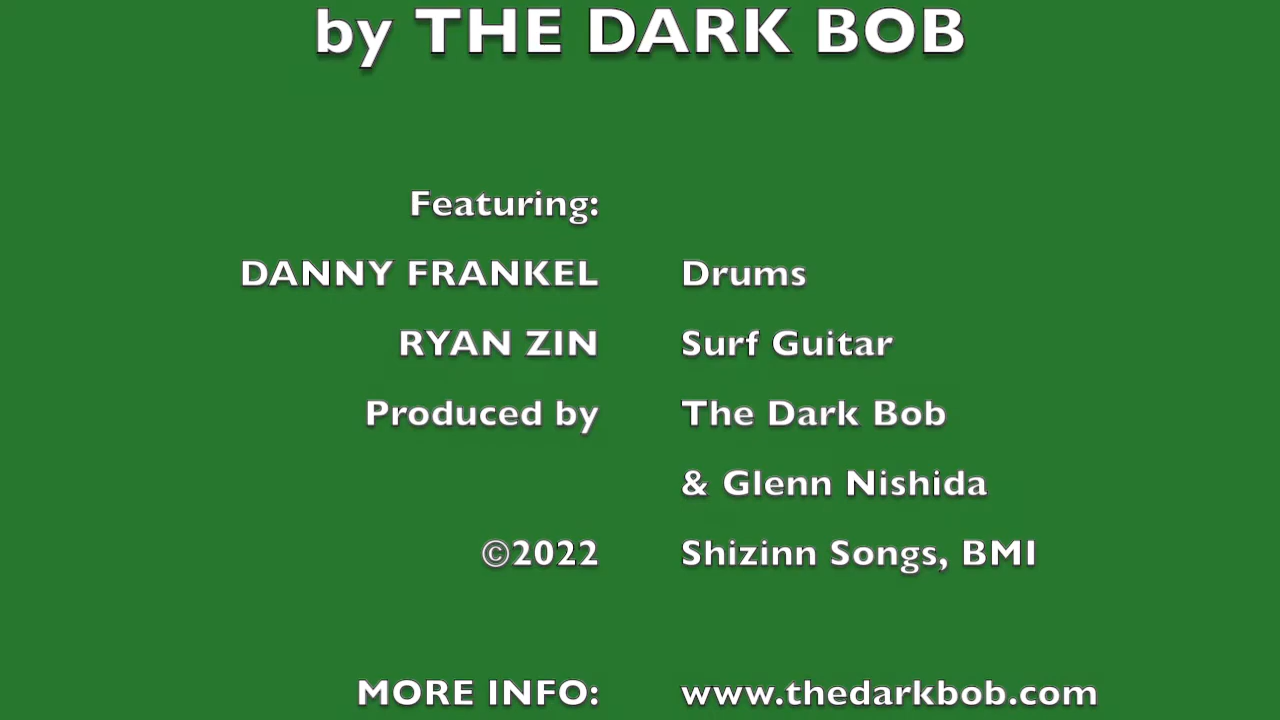 by THE DARK BOB
Featuring:
DANNY FRANKEL Drums
RYAN ZIN Surf Guitar
Produced by The Dark Bob
& Glenn Nishida
©2022 Shizinn Songs, BMI
MORE INFO: www.thedarkbob.com